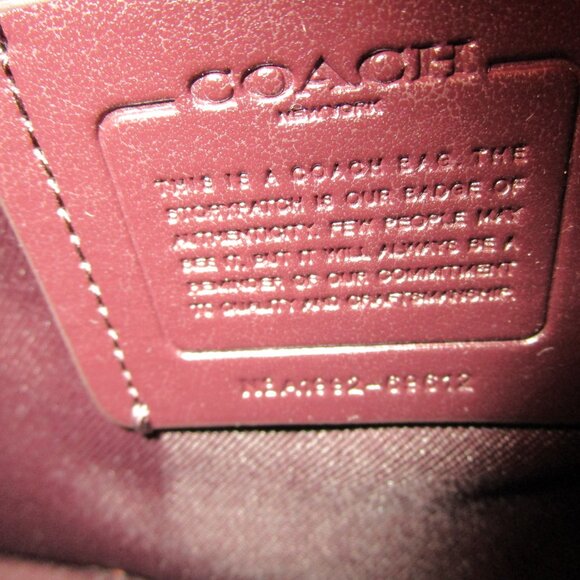 COACH
NEW YORK
THIS IS A COACH BAG. THE
STORYPATCH IS OUR BADGE OF
AUTHENTICITY. FEW PEOPLE MAY
SEE IT, BUT IT WILL ALWAYS BE A
REMINDER OF OUR COMMITMENT
TO QUALITY AND CRAFTSMANSHIP.